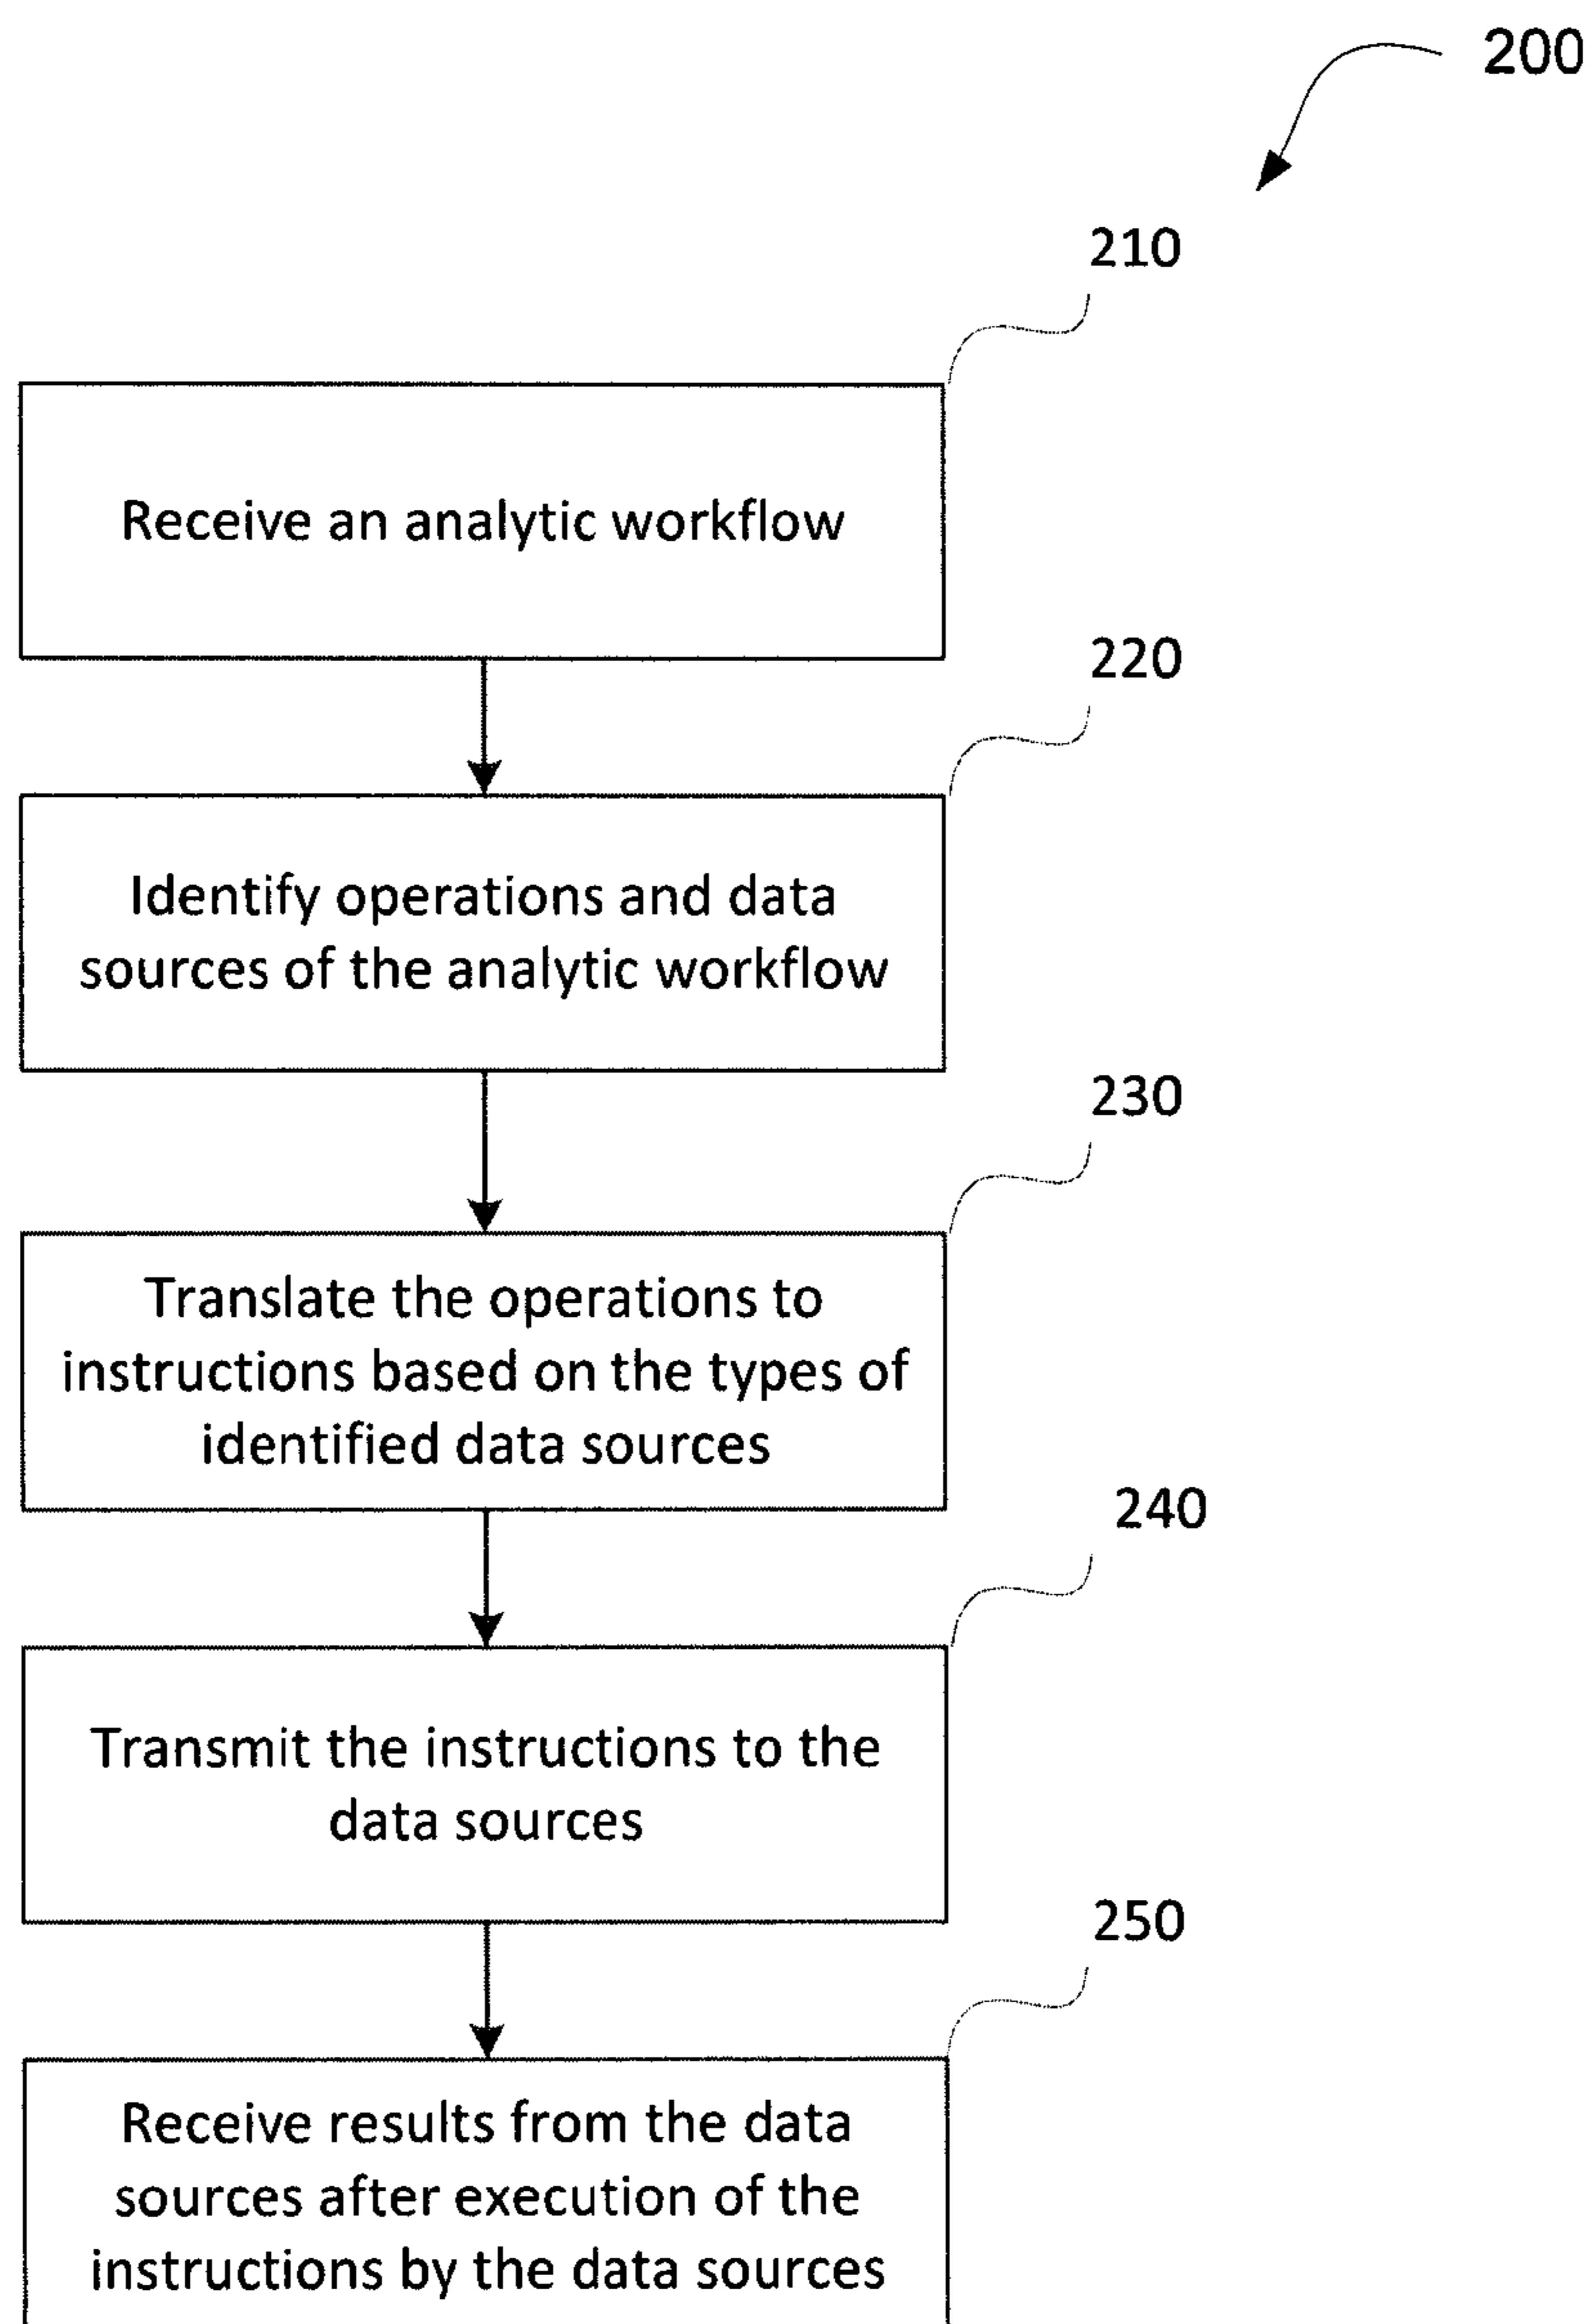 200
210
Receive an analytic workflow
220
Identify operations and data
sources of the analytic workflow
230
Translate the operations to
instructions based on the types of
identified data sources
240
Transmit the instructions to the
data sources
250
Receive results from the data
sources after execution of the
instructions by the data sources